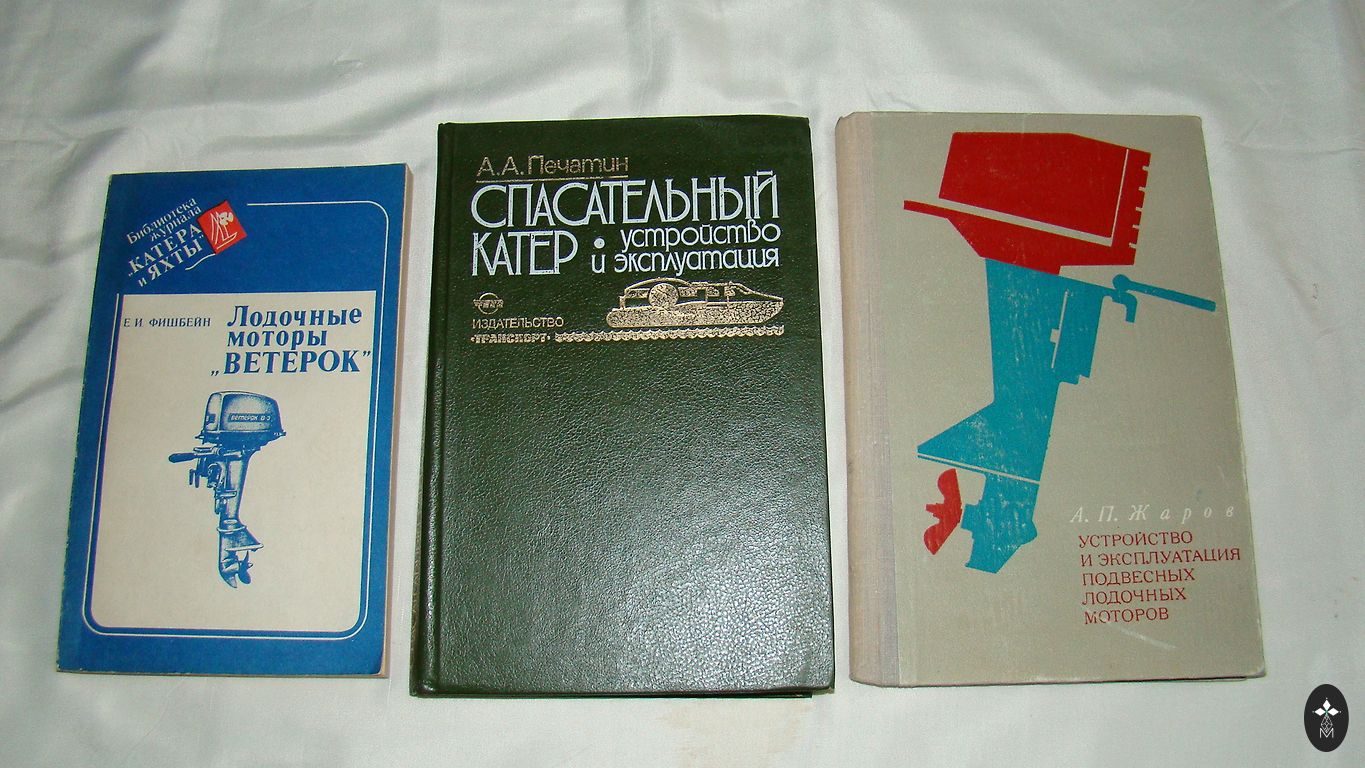 Библиотека
журнала
„КАТЕРА
и ЯХТЫ"
Е И ФИШБЕЙН
Лодочные
моторы
„ВЕТЕРОК"
ВЕТЕРОК
А.А. Печатин
СПАСАТЕЛЬНЫЙ
КАТЕР • устройство
и эксплуатация
ИЗДАТЕЛЬСТВО
•ТРАНСПОРТ•
А. П. Жаров
УСТРОЙСТВО
И ЭКСПЛУАТАЦИЯ
ПОДВЕСНЫХ
ЛОДОЧНЫХ
МОТОРОВ
M